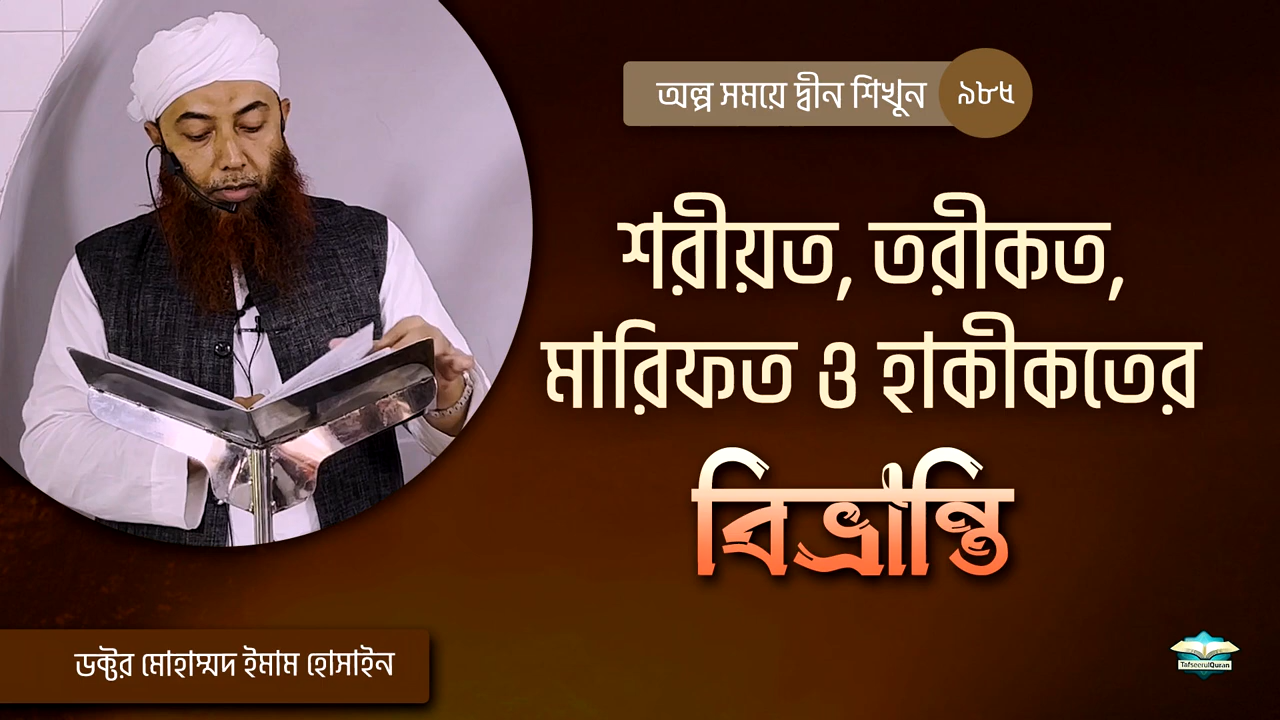 অল্প সময়ে দ্বীন শিখুন ৯৮৫
শরীয়ত, তরীকত,
মারিফত ও হাকীকতের
বিভ্রান্তি
ডক্টর মোহাম্মদ ইমাম হোসাইন
TafseerulQuran